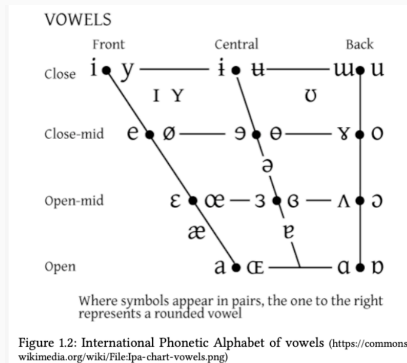 VOWELS
Front Central Back
Close i y ɨ ʉ ɯ u
ɪ ʏ ʊ
Close-mid e ø ɘ ɵ ɤ o
ə
Open-mid ɛ œ ɜ ɞ ʌ ɔ
æ ɐ
Open a ɶ ɑ ɒ
Where symbols appear in pairs, the one to the right
represents a rounded vowel
Figure 1.2: International Phonetic Alphabet of vowels (https://commons
wikimedia.org/wiki/File:Ipa-chart-vowels.png)